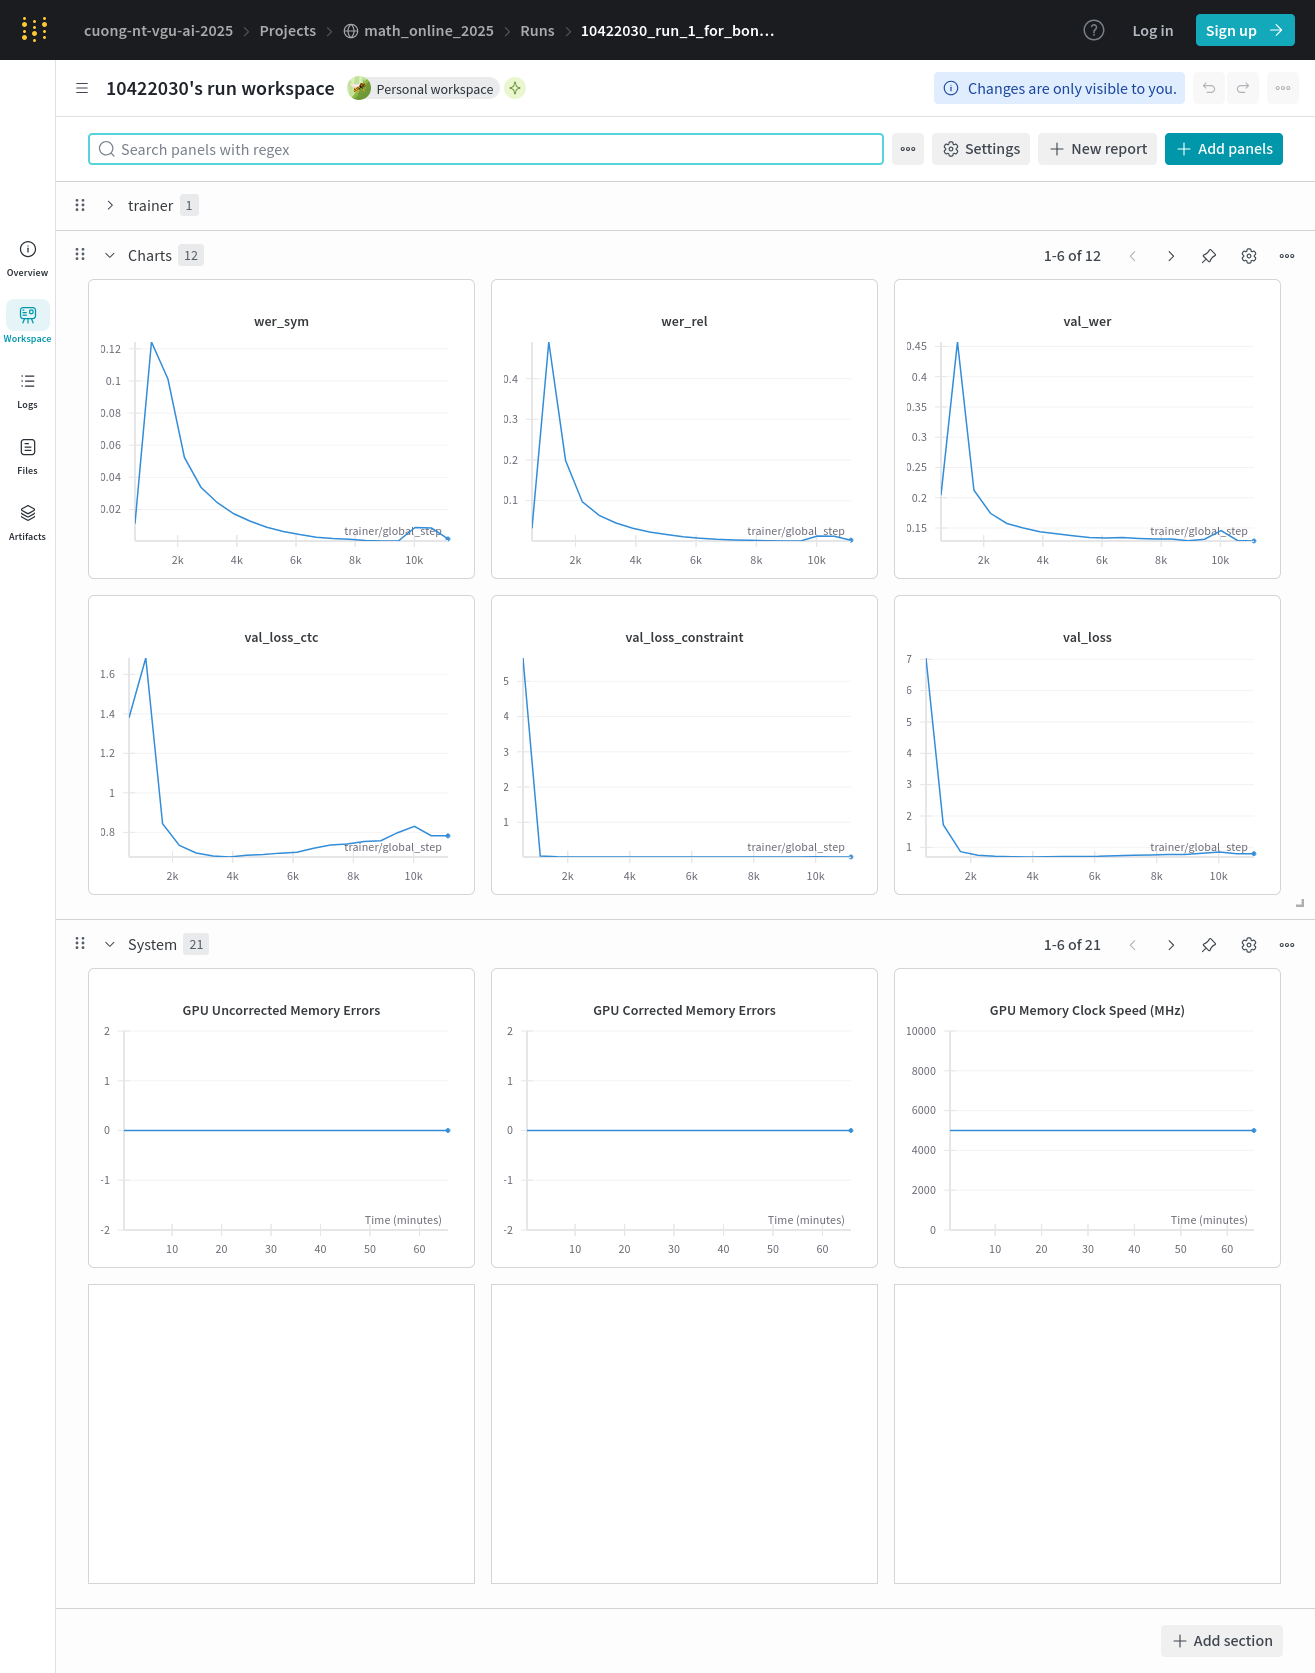 cuong-nt-vgu-ai-2025 Projects math_online_2025 Runs 10422030_run_1_for_bon... Log in Sign up
10422030's run workspace Personal workspace Changes are only visible to you.
Search panels with regex Settings New report Add panels
trainer 1
Overview
Workspace
Logs
Files
Artifacts
Charts 12 1-6 of 12
wer_sym
0.12
0.1
0.08
0.06
0.04
0.02
trainer/global_step
2k 4k 6k 8k 10k
wer_rel
0.4
0.3
0.2
0.1
trainer/global_step
2k 4k 6k 8k 10k
val_wer
0.45
0.4
0.35
0.3
0.25
0.2
0.15
trainer/global_step
2k 4k 6k 8k 10k
val_loss_ctc
1.6
1.4
1.2
1
0.8
trainer/global_step
2k 4k 6k 8k 10k
val_loss_constraint
5
4
3
2
1
trainer/global_step
2k 4k 6k 8k 10k
val_loss
7
6
5
4
3
2
1
trainer/global_step
2k 4k 6k 8k 10k
System 21 1-6 of 21
GPU Uncorrected Memory Errors
2
1
0
-1
-2
Time (minutes)
10 20 30 40 50 60
GPU Corrected Memory Errors
2
1
0
-1
-2
Time (minutes)
10 20 30 40 50 60
GPU Memory Clock Speed (MHz)
10000
8000
6000
4000
2000
0
Time (minutes)
10 20 30 40 50 60
Add section